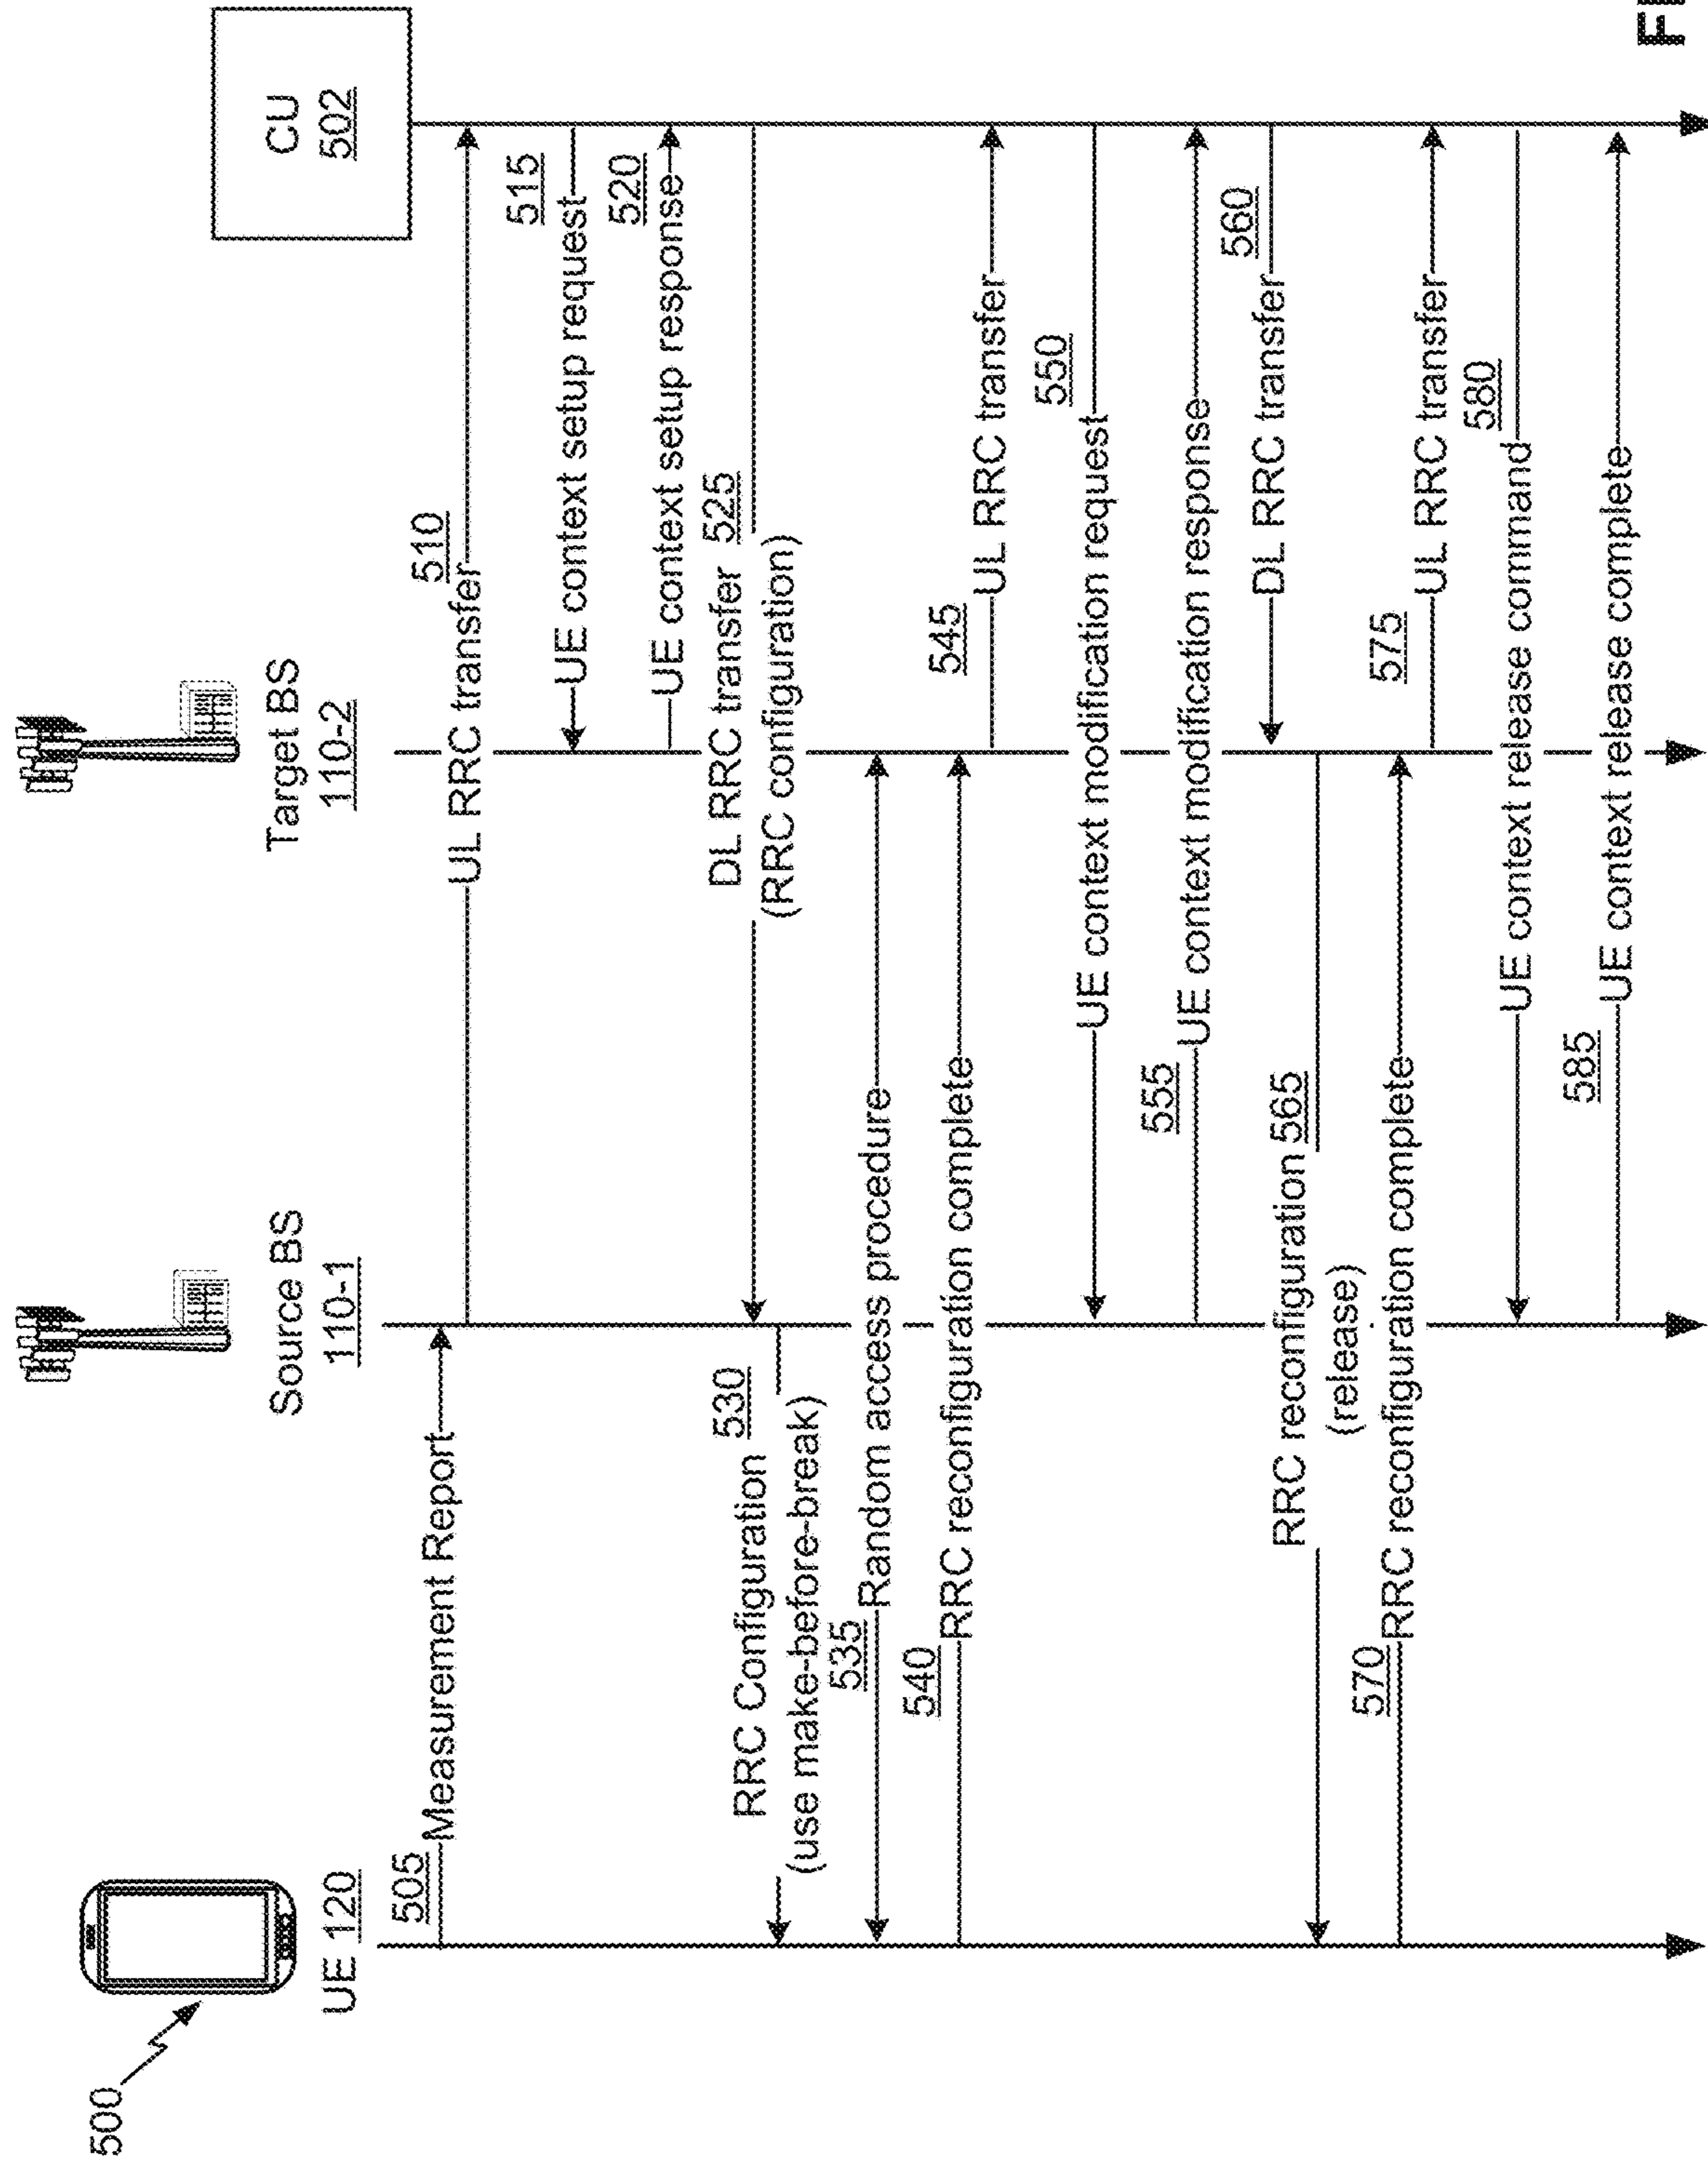 500
UE 120
Source BS
110-1
Target BS
110-2
CU
502
505
Measurement Report
510
UL RRC transfer
515
UE context setup request
520
UE context setup response
DL RRC transfer 525
(RRC configuration)
RRC Configuration 530
(use make-before-break)
535
Random access procedure
540
RRC reconfiguration complete
545
UL RRC transfer
550
UE context modification request
555
UE context modification response
560
DL RRC transfer
RRC reconfiguration 565
(release)
570
RRC reconfiguration complete
575
UL RRC transfer
580
UE context release command
585
UE context release complete